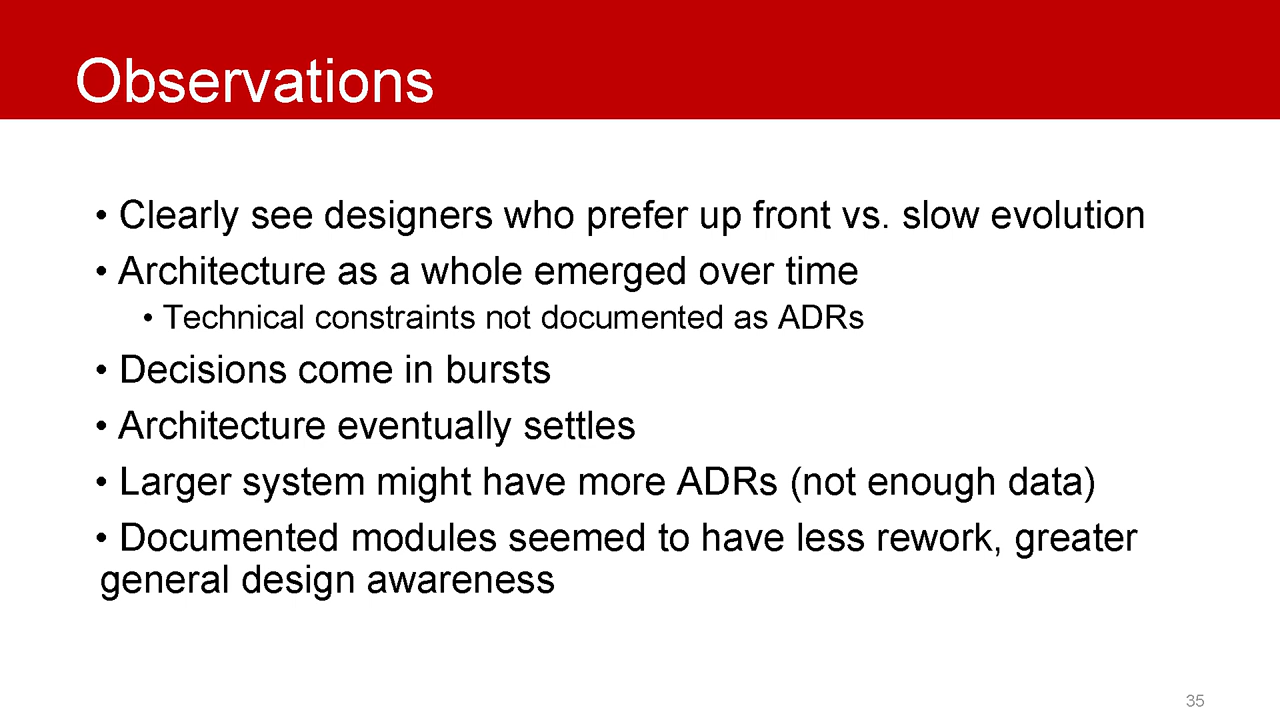 Observations
• Clearly see designers who prefer up front vs. slow evolution
• Architecture as a whole emerged over time
• Technical constraints not documented as ADRs
• Decisions come in bursts
• Architecture eventually settles
• Larger system might have more ADRs (not enough data)
• Documented modules seemed to have less rework, greater
general design awareness
35